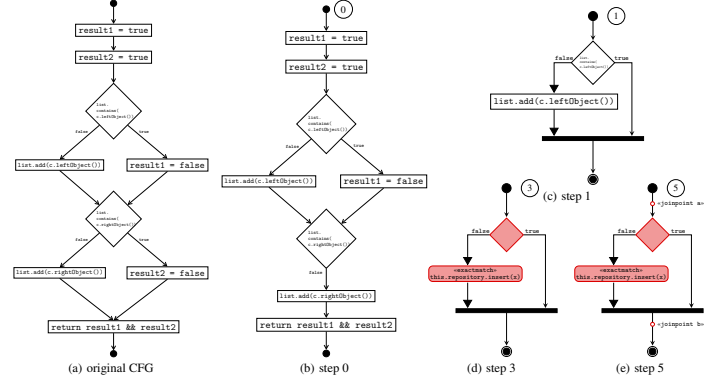 result1 = true
result2 = true
list.
contains(
c.leftObject())
false
true
list.add(c.leftObject())
result1 = false
list.
contains(
c.rightObject())
false
true
list.add(c.rightObject())
result2 = false
return result1 && result2
(a) original CFG
0
result1 = true
result2 = true
list.
contains(
c.leftObject())
false
true
list.add(c.leftObject())
result1 = false
list.
contains(
c.rightObject())
false
list.add(c.rightObject())
return result1 && result2
(b) step 0
1
false
true
list.
contains(
c.leftObject())
list.add(c.leftObject())
(c) step 1
3
false
true
«exactmatch»
this.repository.insert(x)
(d) step 3
5
«joinpoint a»
false
true
«exactmatch»
this.repository.insert(x)
«joinpoint b»
(e) step 5